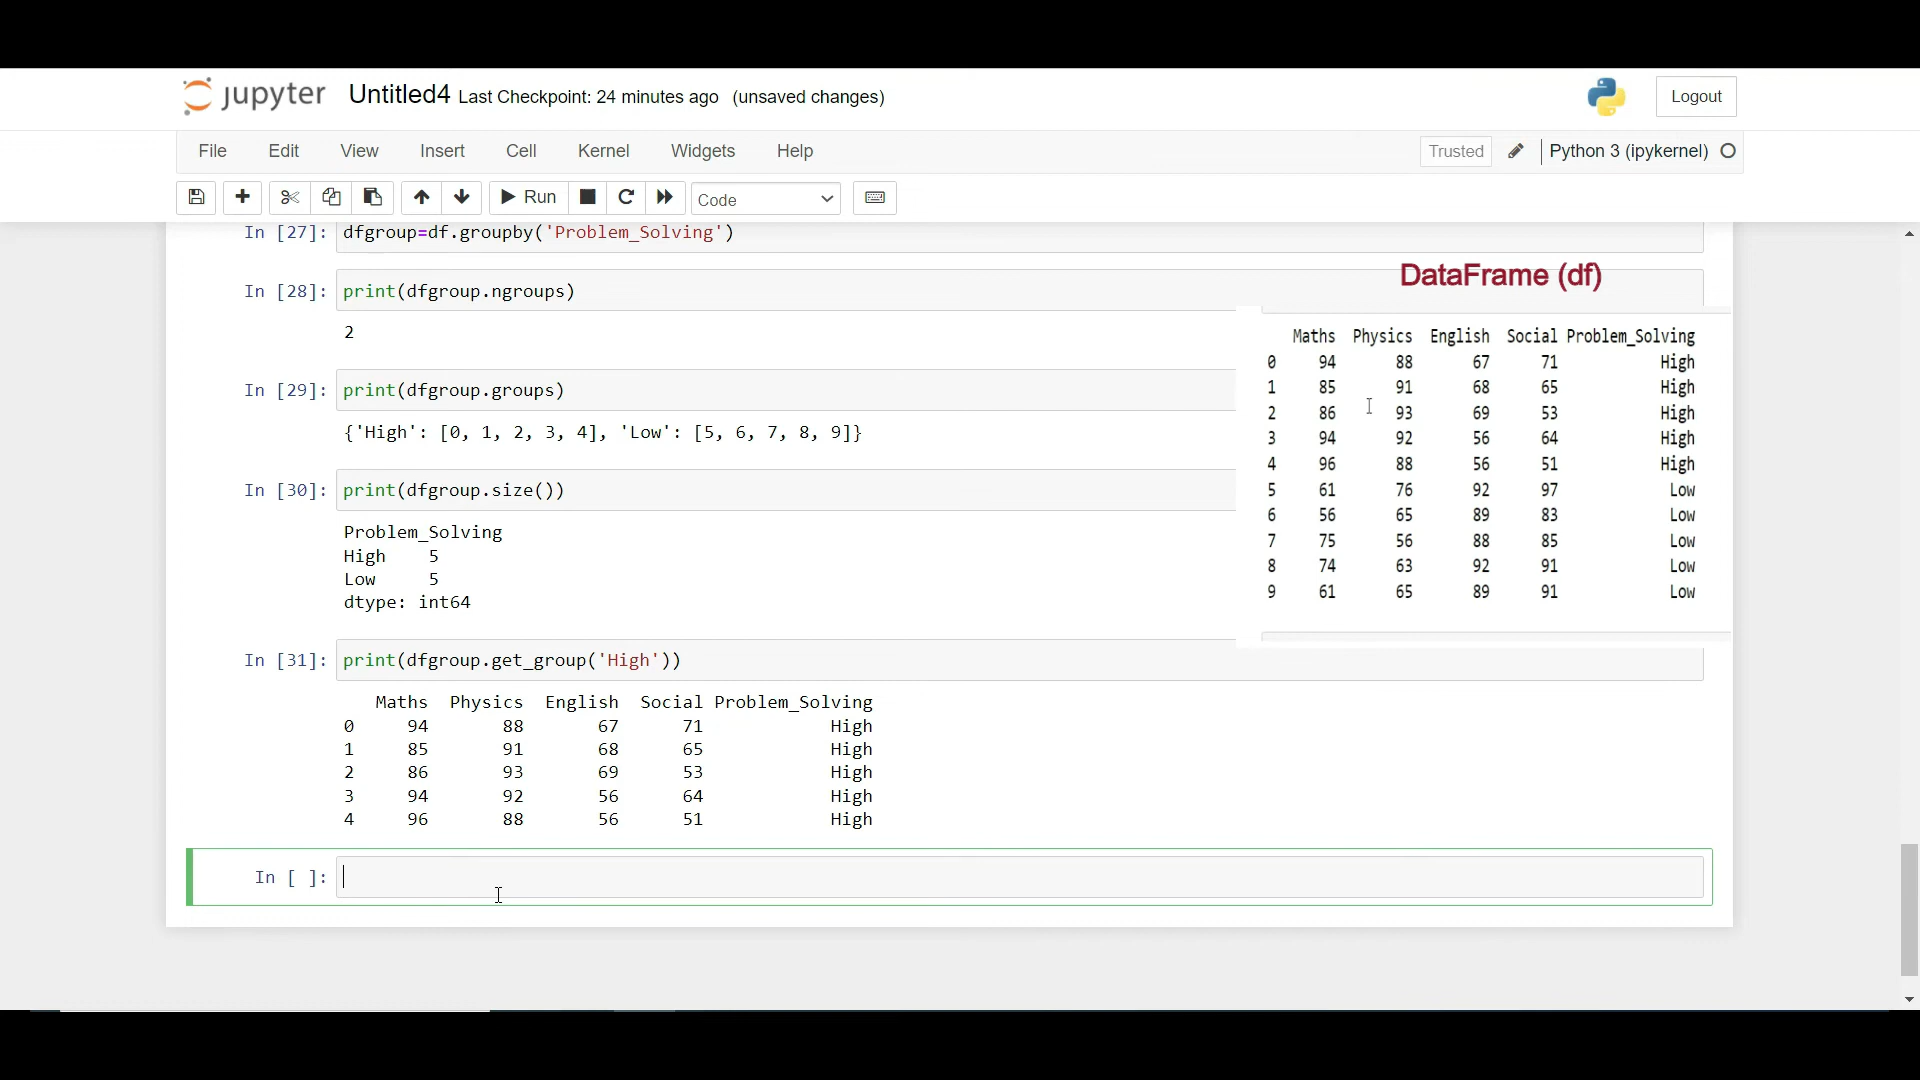 jupyter Untitled4 Last Checkpoint: 24 minutes ago (unsaved changes)
Logout
File Edit View Insert Cell Kernel Widgets Help
Trusted
Python 3 (ipykernel)
Run
Code
In [27]: dfgroup=df.groupby('Problem_Solving')
In [28]: print(dfgroup.ngroups)
2
In [29]: print(dfgroup.groups)
{'High': [0, 1, 2, 3, 4], 'Low': [5, 6, 7, 8, 9]}
In [30]: print(dfgroup.size())
Problem_Solving
High 5
Low 5
dtype: int64
In [31]: print(dfgroup.get_group('High'))
Maths Physics English Social Problem_Solving
0 94 88 67 71 High
1 85 91 68 65 High
2 86 93 69 53 High
3 94 92 56 64 High
4 96 88 56 51 High
In [ ]:
DataFrame (df)
Maths Physics English Social Problem_Solving
0 94 88 67 71 High
1 85 91 68 65 High
2 86 93 69 53 High
3 94 92 56 64 High
4 96 88 56 51 High
5 61 76 92 97 Low
6 56 65 89 83 Low
7 75 56 88 85 Low
8 74 63 92 91 Low
9 61 65 89 91 Low